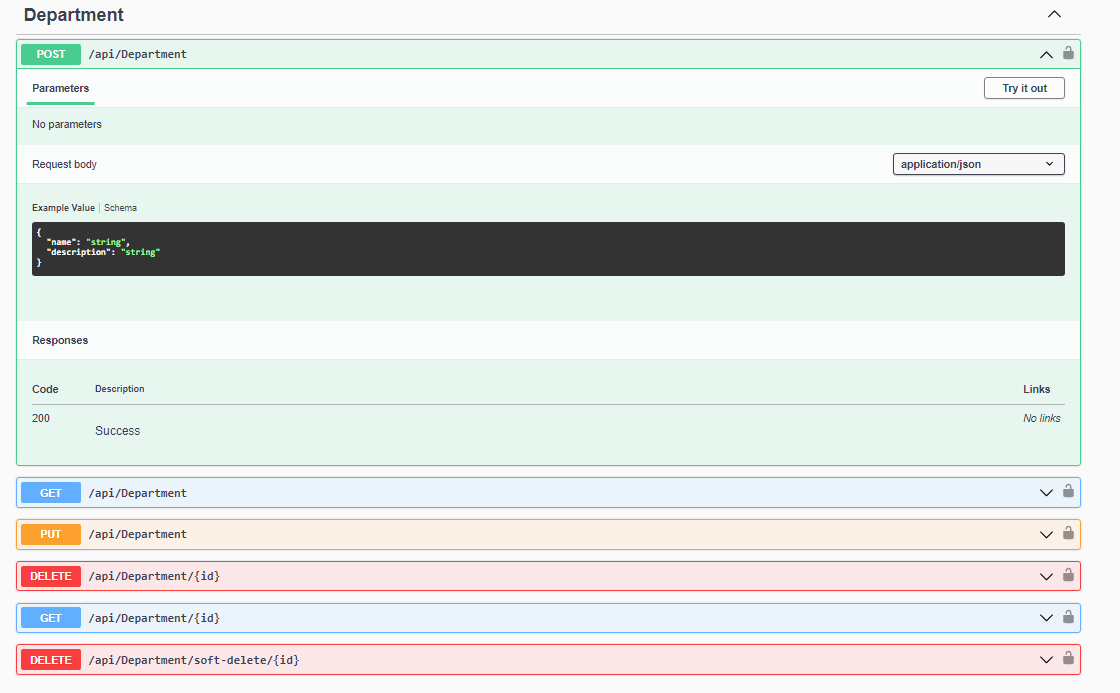 Department
POST /api/Department
Parameters Try it out
No parameters
Request body application/json
Example Value | Schema
{
"name": "string",
"description": "string"
}
Responses
Code Description Links
200 Success No links
GET /api/Department
PUT /api/Department
DELETE /api/Department/{id}
GET /api/Department/{id}
DELETE /api/Department/soft-delete/{id}